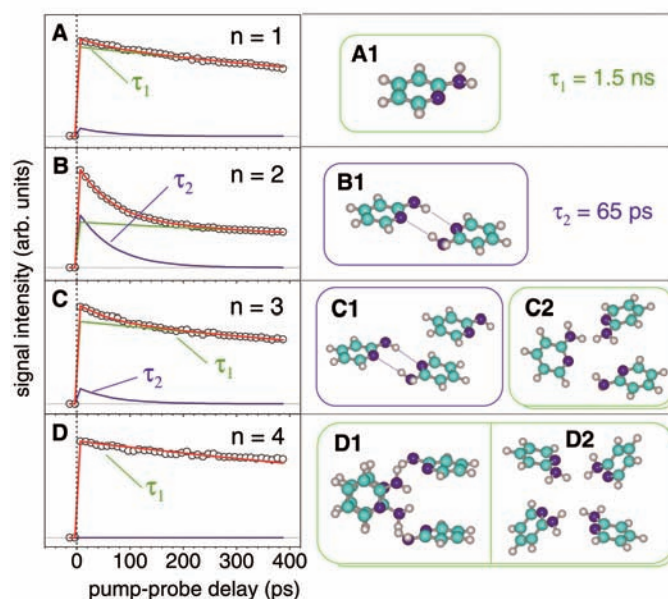 A
n = 1
τ1
A1
τ1 = 1.5 ns
B
τ2
n = 2
B1
τ2 = 65 ps
C
n = 3
τ1
τ2
C1
C2
D
n = 4
τ1
D1
D2
0
100
200
300
400
pump-probe delay (ps)
signal intensity (arb. units)